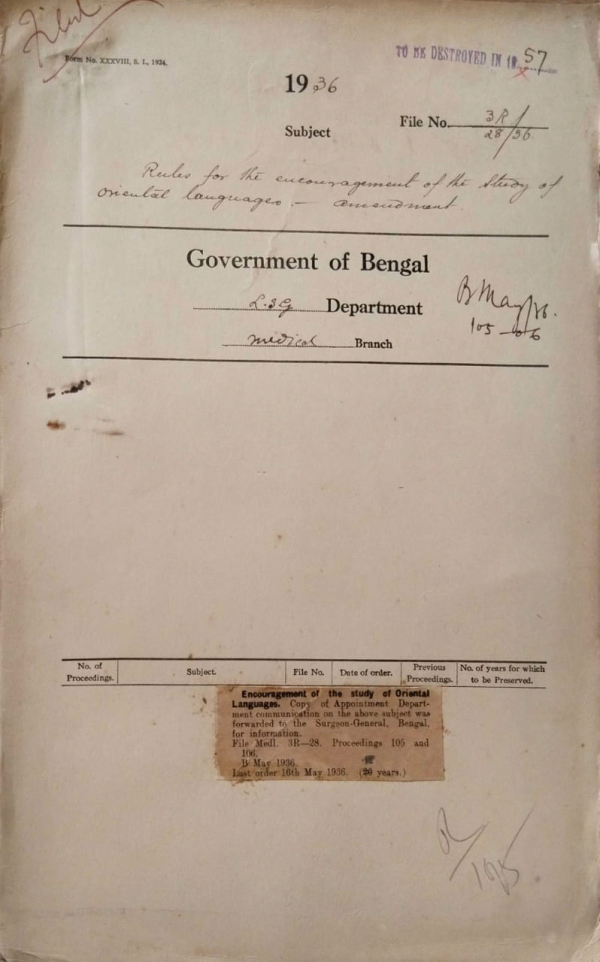 Filed
Form No. XXXVIII, S. I., 1934.
TO BE DESTROYED IN 19 57
1936
Subject
File No. 3R/28/36
Rules for the encouragement of the study of
oriental languages. — amendment.
Government of Bengal
L.S.G Department
Medical Branch
B May/36.
105-06
No. of Proceedings.
Subject.
File No.
Date of order.
Previous Proceedings.
No. of years for which to be Preserved.
Encouragement of the study of Oriental
Languages. Copy of Appointment Depart-
ment communication on the above subject was
forwarded to the Surgeon-General, Bengal,
for information.
File Medl. 3R—28. Proceedings 105 and
106.
B May 1936.
Last order 16th May 1936. (20 years.)